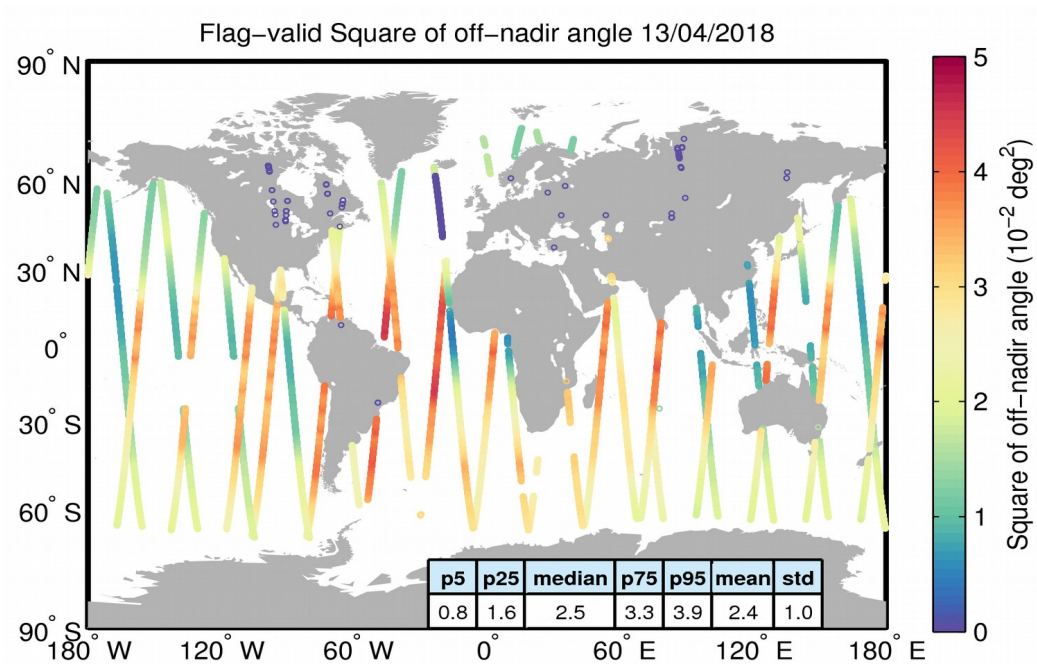 Flag−valid Square of off−nadir angle 13/04/2018
90° N
60° N
30° N
0°
30° S
60° S
90° S
180° W
120° W
60° W
0°
60° E
120° E
180° E
5
4
3
2
1
0
Square of off−nadir angle (10⁻² deg²)
p5 p25 median p75 p95 mean std
0.8 1.6 2.5 3.3 3.9 2.4 1.0